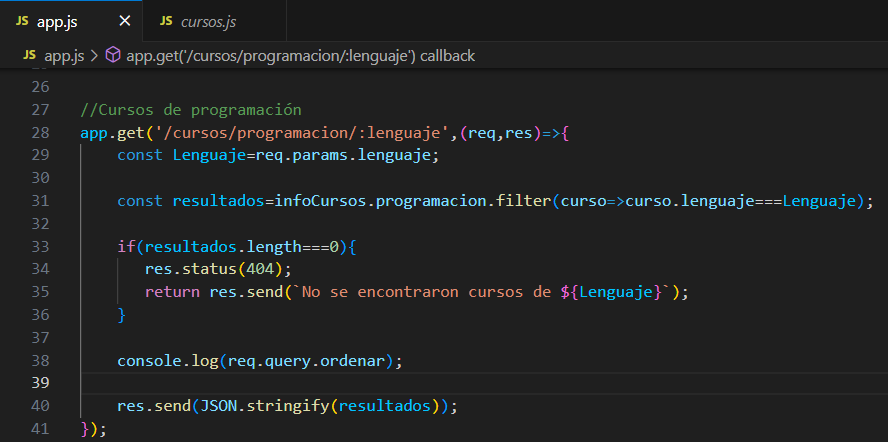 JS app.js × JS cursos.js
JS app.js > app.get('/cursos/programacion/:lenguaje') callback
26
27 //Cursos de programación
28 app.get('/cursos/programacion/:lenguaje',(req,res)=>{
29 const Lenguaje=req.params.lenguaje;
30
31 const resultados=infoCursos.programacion.filter(curso=>curso.lenguaje===Lenguaje);
32
33 if(resultados.length===0){
34 res.status(404);
35 return res.send(`No se encontraron cursos de ${Lenguaje}`);
36 }
37
38 console.log(req.query.ordenar);
39
40 res.send(JSON.stringify(resultados));
41 });